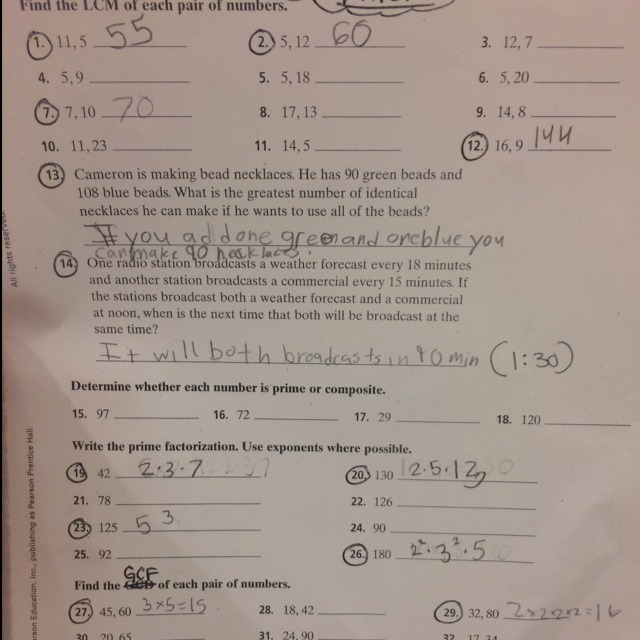 Find the LCM of each pair of numbers.
1. 11, 5 55 2. 5, 12 60 3. 12, 7
4. 5, 9 5. 5, 18 6. 5, 20
7. 7, 10 70 8. 17, 13 9. 14, 8
10. 11, 23 11. 14, 5 12. 16, 9 144
13. Cameron is making bead necklaces. He has 90 green beads and
108 blue beads. What is the greatest number of identical
necklaces he can make if he wants to use all of the beads?
If you ad done green and one blue you
can make 90 necklaces.
14. One radio station broadcasts a weather forecast every 18 minutes
and another station broadcasts a commercial every 15 minutes. If
the stations broadcast both a weather forecast and a commercial
at noon, when is the next time that both will be broadcast at the
same time?
It will both broadcasts in 90 min (1:30)
Determine whether each number is prime or composite.
15. 97 16. 72 17. 29 18. 120
Write the prime factorization. Use exponents where possible.
19. 42 2·3·7 20. 130 2·5·13
21. 78 22. 126
23. 125 5³ 24. 90
25. 92 26. 180 2²·3²·5
Find the GCF of each pair of numbers.
27. 45, 60 3×5=15 28. 18, 42 29. 32, 80 2×2×2×2=16
30. 20, 65 31. 24, 90 32. 17, 34
All rights reserved.
Pearson Education, Inc., publishing as Pearson Prentice Hall.